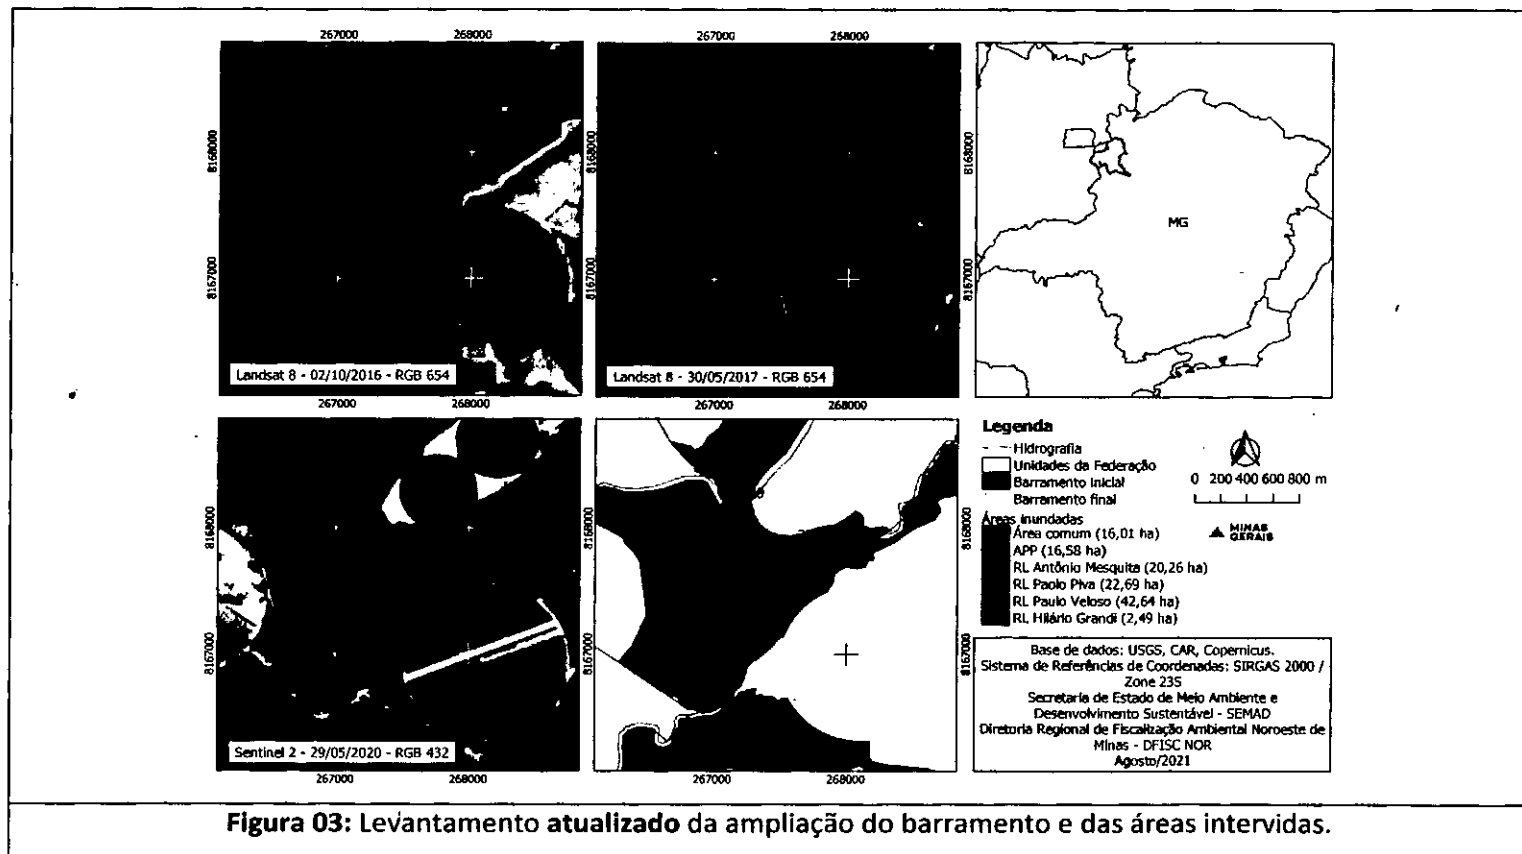 267000 268000
267000 268000
8168000
8167000
8168000
8167000
8168000
8167000
MG
Landsat 8 - 02/10/2016 - RGB 654
Landsat 8 - 30/05/2017 - RGB 654
267000 268000
267000 268000
8168000
8167000
8168000
8167000
8168000
8167000
Sentinel 2 - 29/05/2020 - RGB 432
267000 268000
267000 268000
Legenda
Hidrografia
Unidades da Federação
Barramento Inicial
Barramento final
Áreas inundadas
Área comum (16,01 ha)
APP (16,58 ha)
RL Antônio Mesquita (20,26 ha)
RL Paolo Piva (22,69 ha)
RL Paulo Veloso (42,64 ha)
RL Hilário Grandi (2,49 ha)
0 200 400 600 800 m
MINAS
GERAIS
Base de dados: USGS, CAR, Copernicus.
Sistema de Referências de Coordenadas: SIRGAS 2000 /
Zone 23S
Secretaria de Estado de Meio Ambiente e
Desenvolvimento Sustentável - SEMAD
Diretoria Regional de Fiscalização Ambiental Noroeste de
Minas - DFISC NOR
Agosto/2021
Figura 03: Levantamento atualizado da ampliação do barramento e das áreas intervidas.